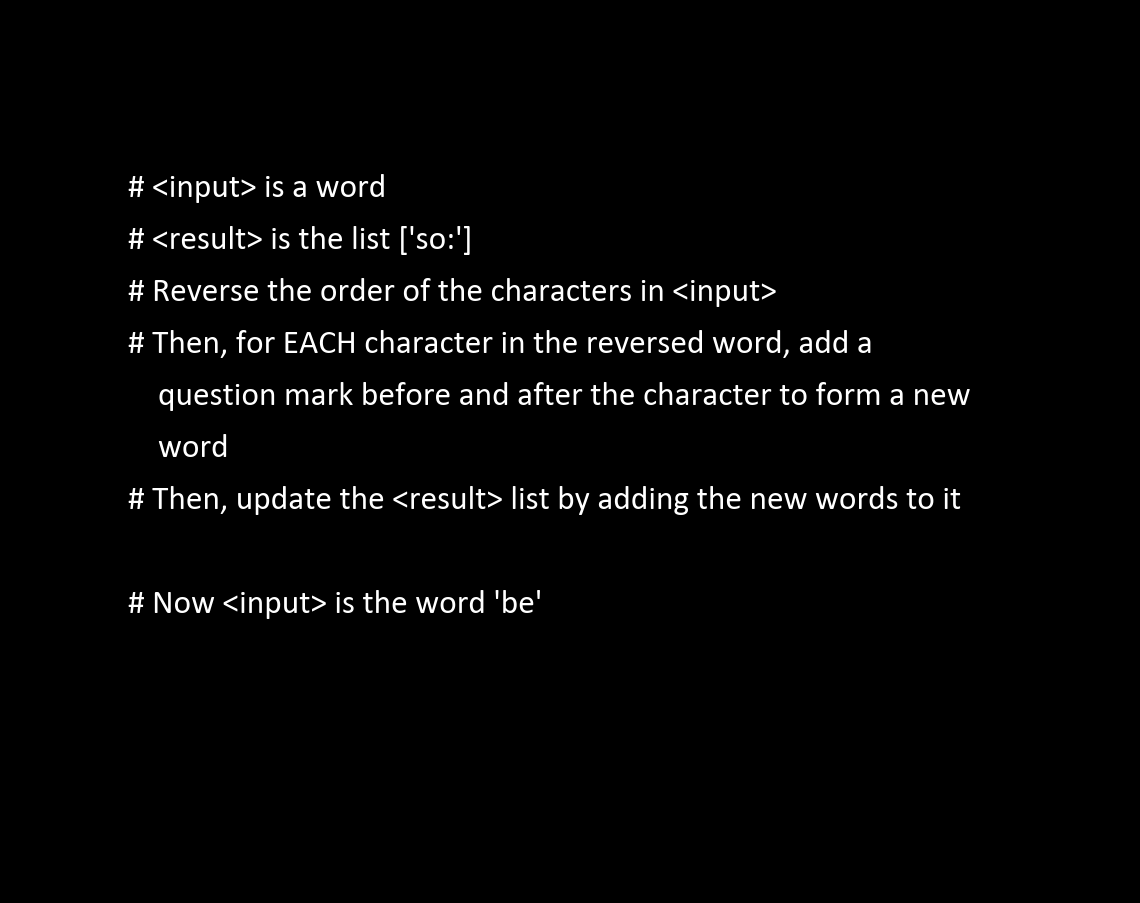 # <input> is a word
# <result> is the list ['so:']
# Reverse the order of the characters in <input>
# Then, for EACH character in the reversed word, add a
question mark before and after the character to form a new
word
# Then, update the <result> list by adding the new words to it
# Now <input> is the word 'be'